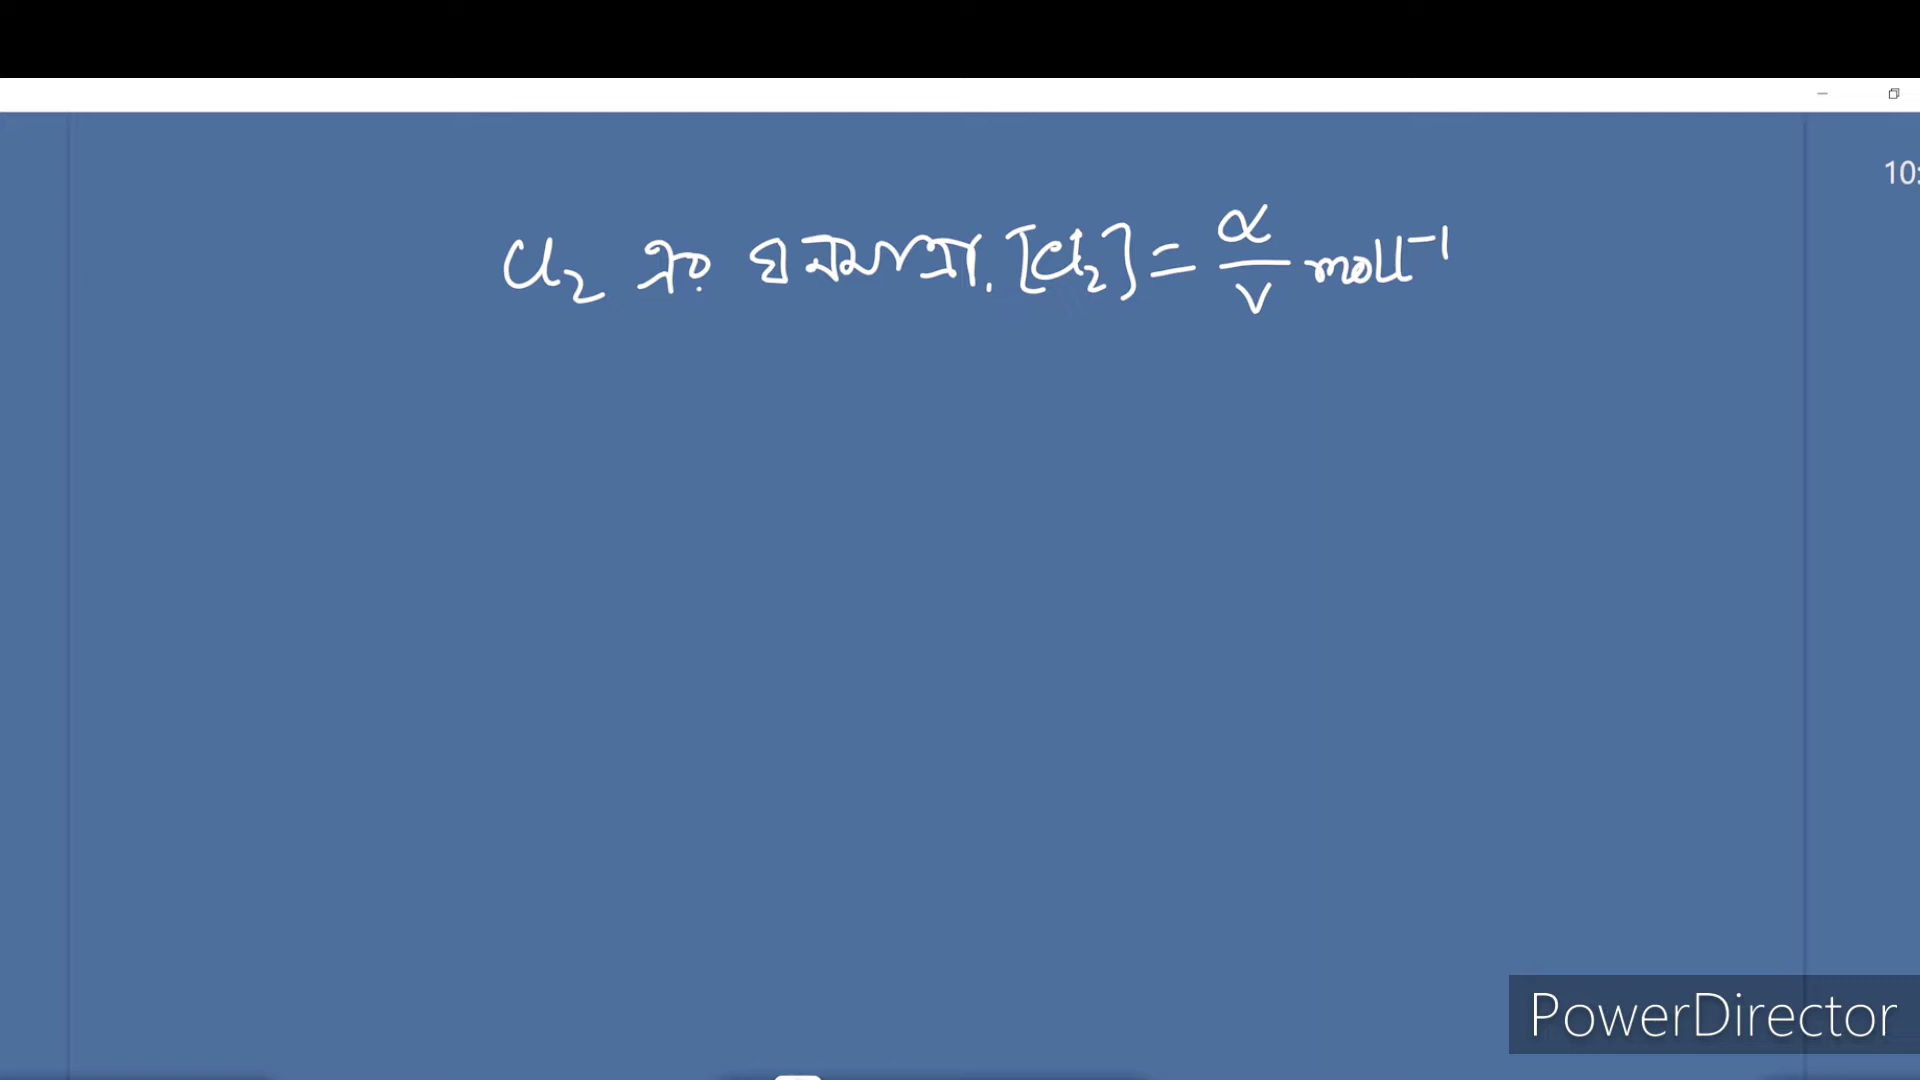 10:
Cl₂ এর ঘনমাত্রা, [Cl₂] = α/V moll⁻¹
PowerDirector